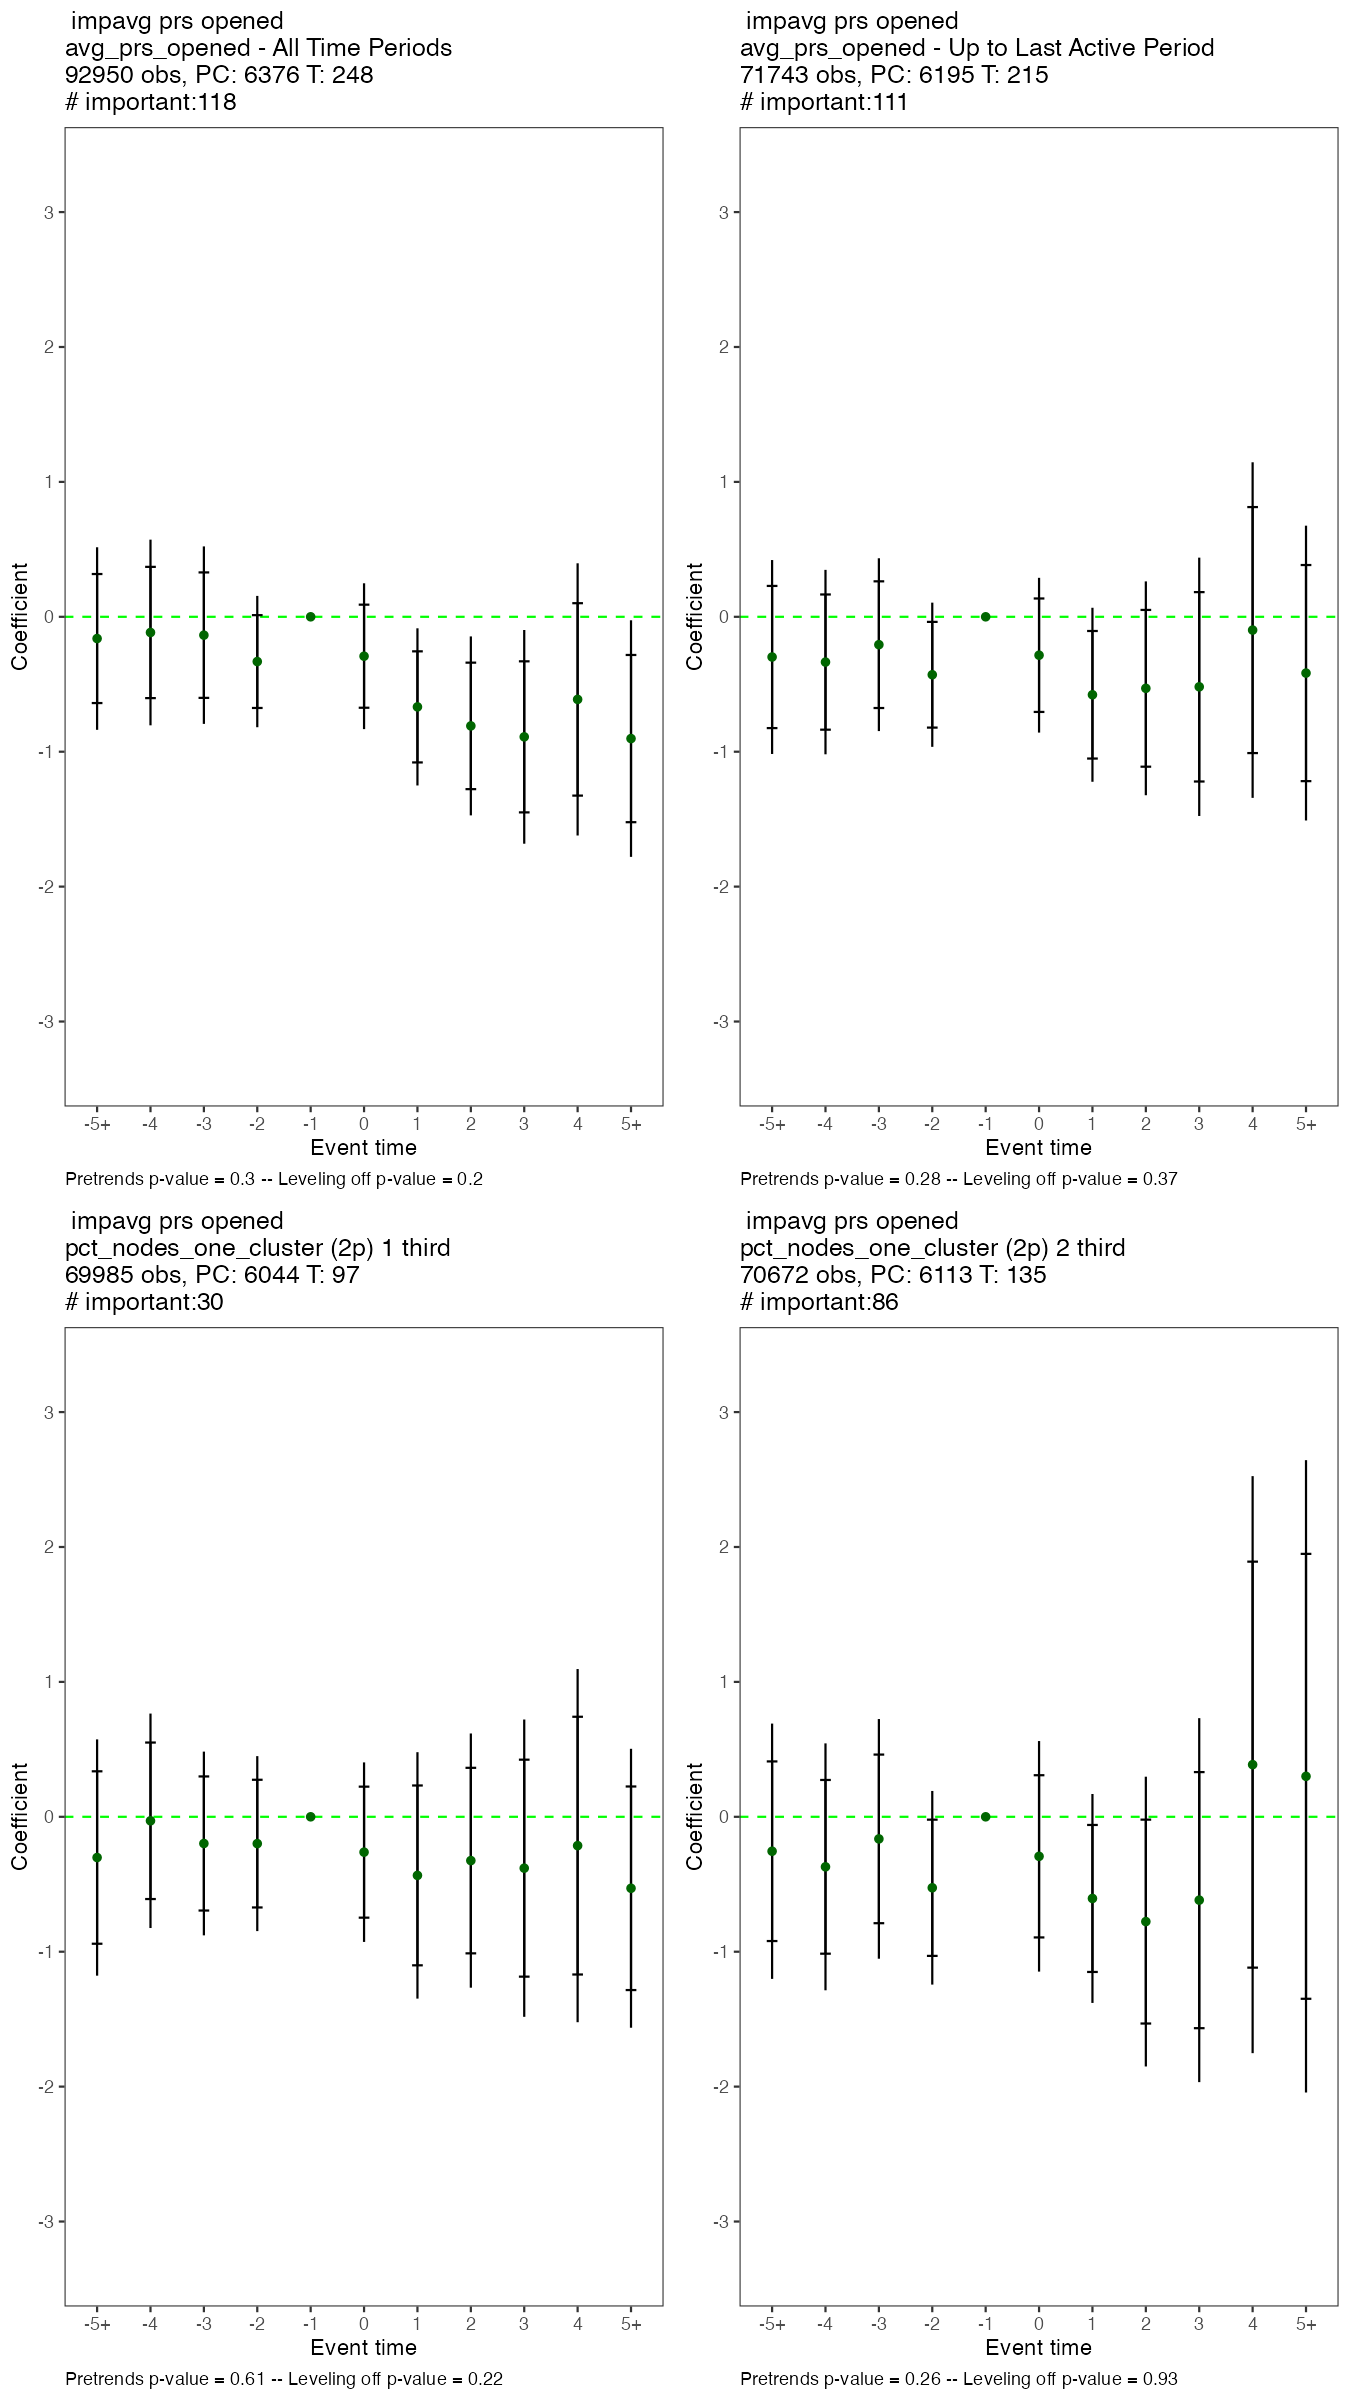 impavg prs opened
avg_prs_opened - All Time Periods
92950 obs, PC: 6376 T: 248
# important:118
3
2
1
0
-1
-2
-3
Coefficient
-5+ -4 -3 -2 -1 0 1 2 3 4 5+
Event time
Pretrends p-value = 0.3 -- Leveling off p-value = 0.2
impavg prs opened
avg_prs_opened - Up to Last Active Period
71743 obs, PC: 6195 T: 215
# important:111
3
2
1
0
-1
-2
-3
Coefficient
-5+ -4 -3 -2 -1 0 1 2 3 4 5+
Event time
Pretrends p-value = 0.28 -- Leveling off p-value = 0.37
impavg prs opened
pct_nodes_one_cluster (2p) 1 third
69985 obs, PC: 6044 T: 97
# important:30
3
2
1
0
-1
-2
-3
Coefficient
-5+ -4 -3 -2 -1 0 1 2 3 4 5+
Event time
Pretrends p-value = 0.61 -- Leveling off p-value = 0.22
impavg prs opened
pct_nodes_one_cluster (2p) 2 third
70672 obs, PC: 6113 T: 135
# important:86
3
2
1
0
-1
-2
-3
Coefficient
-5+ -4 -3 -2 -1 0 1 2 3 4 5+
Event time
Pretrends p-value = 0.26 -- Leveling off p-value = 0.93